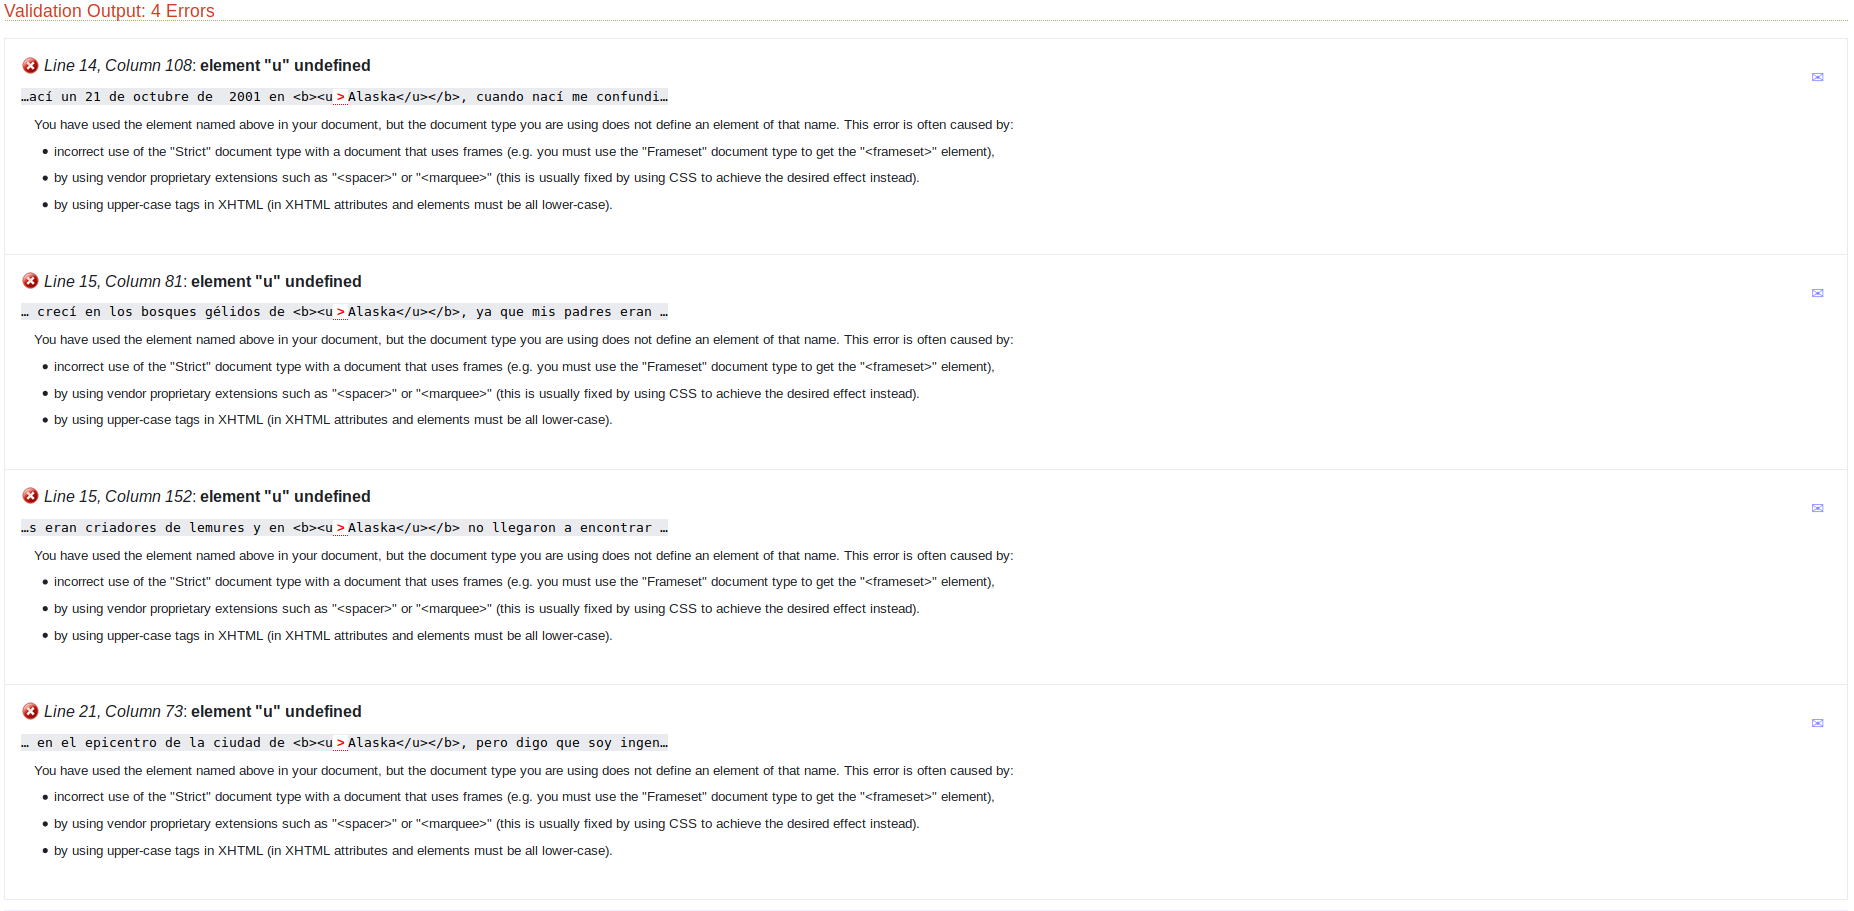 Validation Output: 4 Errors
Line 14, Column 108: element "u" undefined
…ací un 21 de octubre de  2001 en <b><u>Alaska</u></b>, cuando nací me confundi…
You have used the element named above in your document, but the document type you are using does not define an element of that name. This error is often caused by:
• incorrect use of the "Strict" document type with a document that uses frames (e.g. you must use the "Frameset" document type to get the "<frameset>" element),
• by using vendor proprietary extensions such as "<spacer>" or "<marquee>" (this is usually fixed by using CSS to achieve the desired effect instead).
• by using upper-case tags in XHTML (in XHTML attributes and elements must be all lower-case).
Line 15, Column 81: element "u" undefined
… crecí en los bosques gélidos de <b><u>Alaska</u></b>, ya que mis padres eran …
You have used the element named above in your document, but the document type you are using does not define an element of that name. This error is often caused by:
• incorrect use of the "Strict" document type with a document that uses frames (e.g. you must use the "Frameset" document type to get the "<frameset>" element),
• by using vendor proprietary extensions such as "<spacer>" or "<marquee>" (this is usually fixed by using CSS to achieve the desired effect instead).
• by using upper-case tags in XHTML (in XHTML attributes and elements must be all lower-case).
Line 15, Column 152: element "u" undefined
…s eran criadores de lemures y en <b><u>Alaska</u></b> no llegaron a encontrar …
You have used the element named above in your document, but the document type you are using does not define an element of that name. This error is often caused by:
• incorrect use of the "Strict" document type with a document that uses frames (e.g. you must use the "Frameset" document type to get the "<frameset>" element),
• by using vendor proprietary extensions such as "<spacer>" or "<marquee>" (this is usually fixed by using CSS to achieve the desired effect instead).
• by using upper-case tags in XHTML (in XHTML attributes and elements must be all lower-case).
Line 21, Column 73: element "u" undefined
… en el epicentro de la ciudad de <b><u>Alaska</u></b>, pero digo que soy ingen…
You have used the element named above in your document, but the document type you are using does not define an element of that name. This error is often caused by:
• incorrect use of the "Strict" document type with a document that uses frames (e.g. you must use the "Frameset" document type to get the "<frameset>" element),
• by using vendor proprietary extensions such as "<spacer>" or "<marquee>" (this is usually fixed by using CSS to achieve the desired effect instead).
• by using upper-case tags in XHTML (in XHTML attributes and elements must be all lower-case).